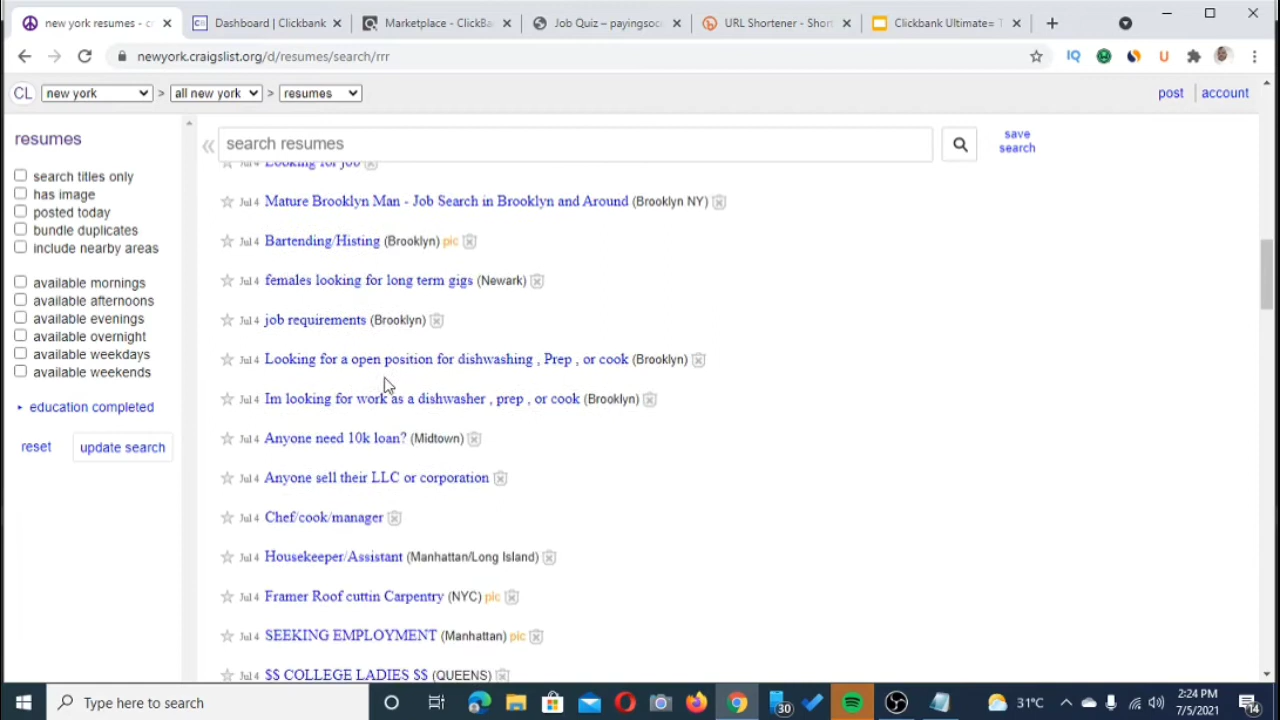 new york resumes - c
Dashboard | Clickbank
Marketplace - ClickBa
Job Quiz – payingsoc
URL Shortener - Short
Clickbank Ultimate= T
newyork.craigslist.org/d/resumes/search/rrr
IQ
U
CL new york > all new york > resumes
post account
resumes
search resumes
save
search
search titles only
has image
posted today
bundle duplicates
include nearby areas
available mornings
available afternoons
available evenings
available overnight
available weekdays
available weekends
education completed
reset update search
Looking for job
Jul 4 Mature Brooklyn Man - Job Search in Brooklyn and Around (Brooklyn NY)
Jul 4 Bartending/Histing (Brooklyn) pic
Jul 4 females looking for long term gigs (Newark)
Jul 4 job requirements (Brooklyn)
Jul 4 Looking for a open position for dishwashing , Prep , or cook (Brooklyn)
Jul 4 Im looking for work as a dishwasher , prep , or cook (Brooklyn)
Jul 4 Anyone need 10k loan? (Midtown)
Jul 4 Anyone sell their LLC or corporation
Jul 4 Chef/cook/manager
Jul 4 Housekeeper/Assistant (Manhattan/Long Island)
Jul 4 Framer Roof cuttin Carpentry (NYC) pic
Jul 4 SEEKING EMPLOYMENT (Manhattan) pic
Jul 4 $$ COLLEGE LADIES $$ (QUEENS)
Type here to search
30
31°C
2:24 PM
7/5/2021
14